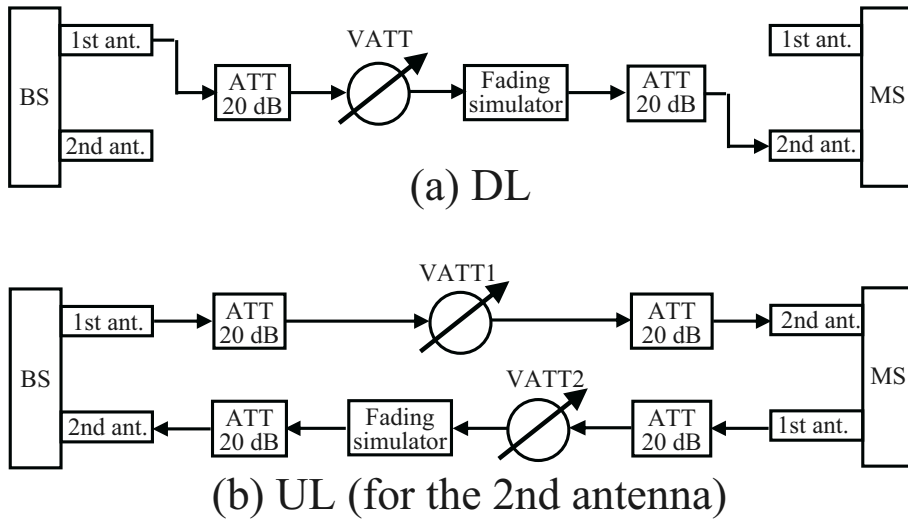 BS
1st ant.
2nd ant.
ATT
20 dB
VATT
Fading
simulator
ATT
20 dB
1st ant.
2nd ant.
MS
(a) DL
BS
1st ant.
ATT
20 dB
VATT1
ATT
20 dB
2nd ant.
MS
2nd ant.
ATT
20 dB
Fading
simulator
VATT2
ATT
20 dB
1st ant.
(b) UL (for the 2nd antenna)